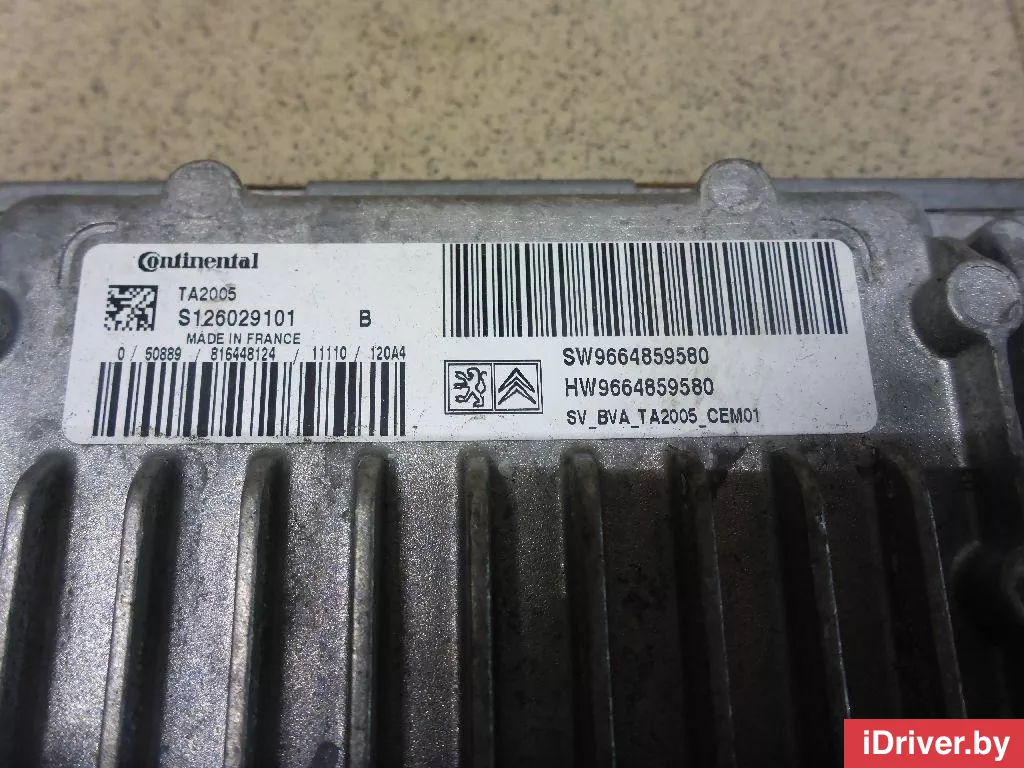 Continental
TA2005
S126029101 B
MADE IN FRANCE
0 / 50889 / 816448124 / 11110 / 120A4
SW9664859580
HW9664859580
SV_BVA_TA2005_CEM01
iDriver.by